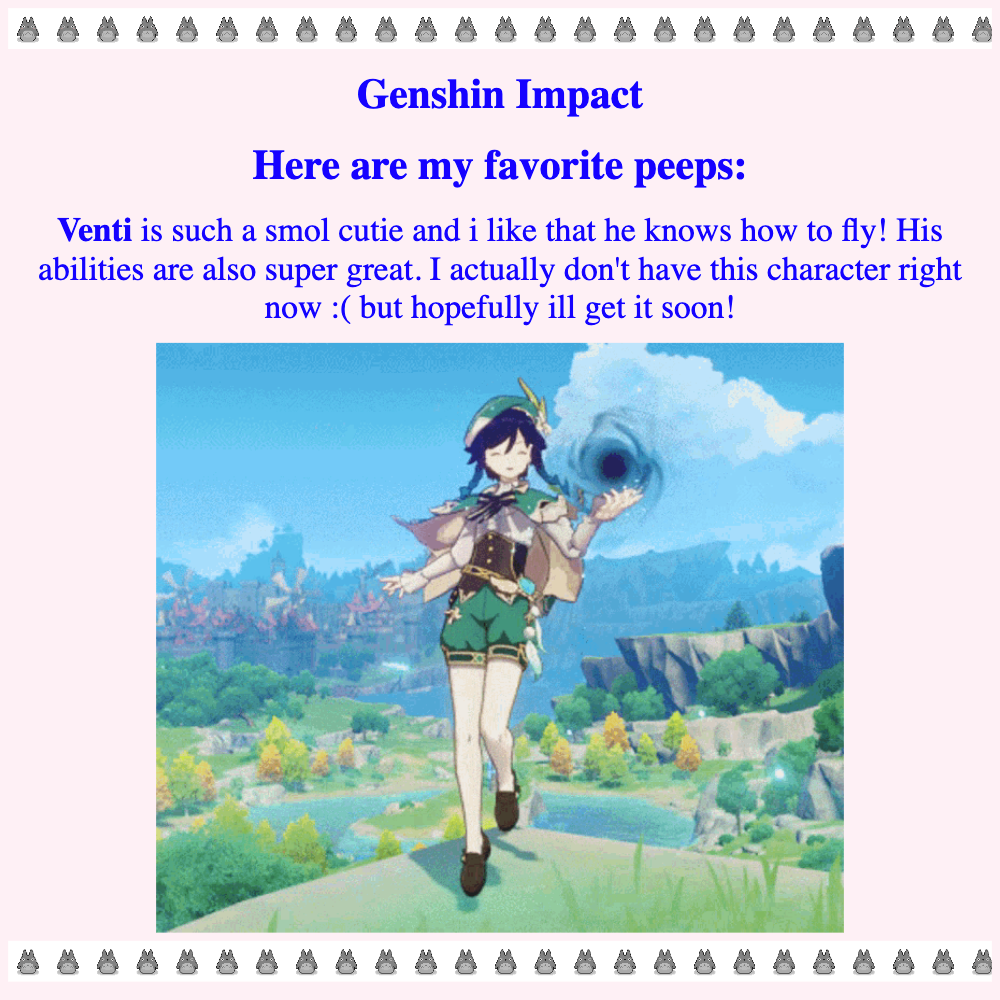 Genshin Impact
Here are my favorite peeps:
Venti is such a smol cutie and i like that he knows how to fly! His
abilities are also super great. I actually don't have this character right
now :( but hopefully ill get it soon!